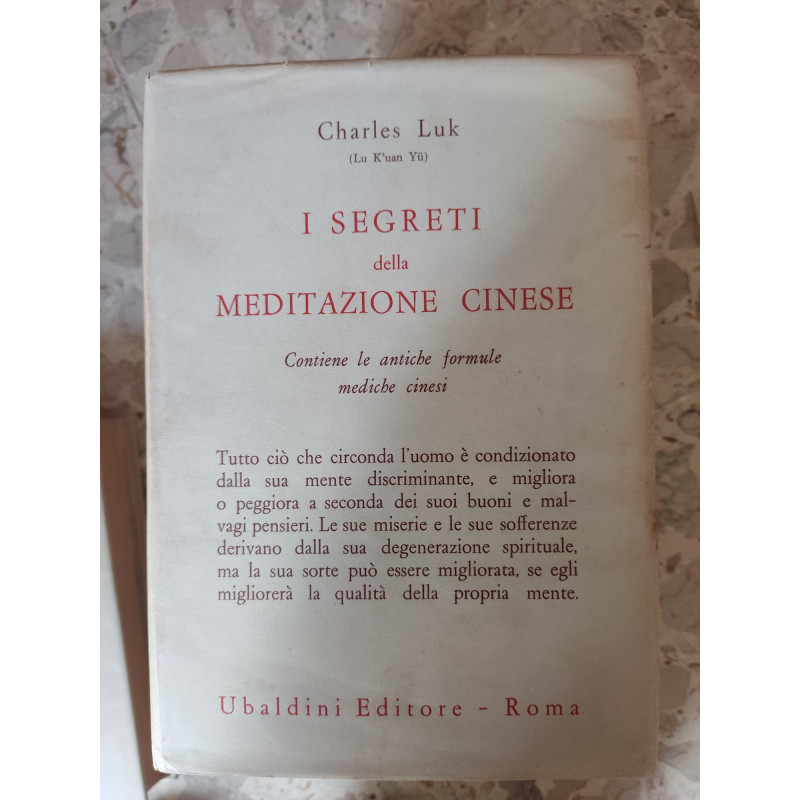 Charles Luk
(Lu K'uan Yü)
I SEGRETI
della
MEDITAZIONE CINESE
Contiene le antiche formule
mediche cinesi
Tutto ciò che circonda l'uomo è condizionato
dalla sua mente discriminante, e migliora
o peggiora a seconda dei suoi buoni e mal-
vagi pensieri. Le sue miserie e le sue sofferenze
derivano dalla sua degenerazione spirituale,
ma la sua sorte può essere migliorata, se egli
migliorerà la qualità della propria mente.
Ubaldini Editore - Roma